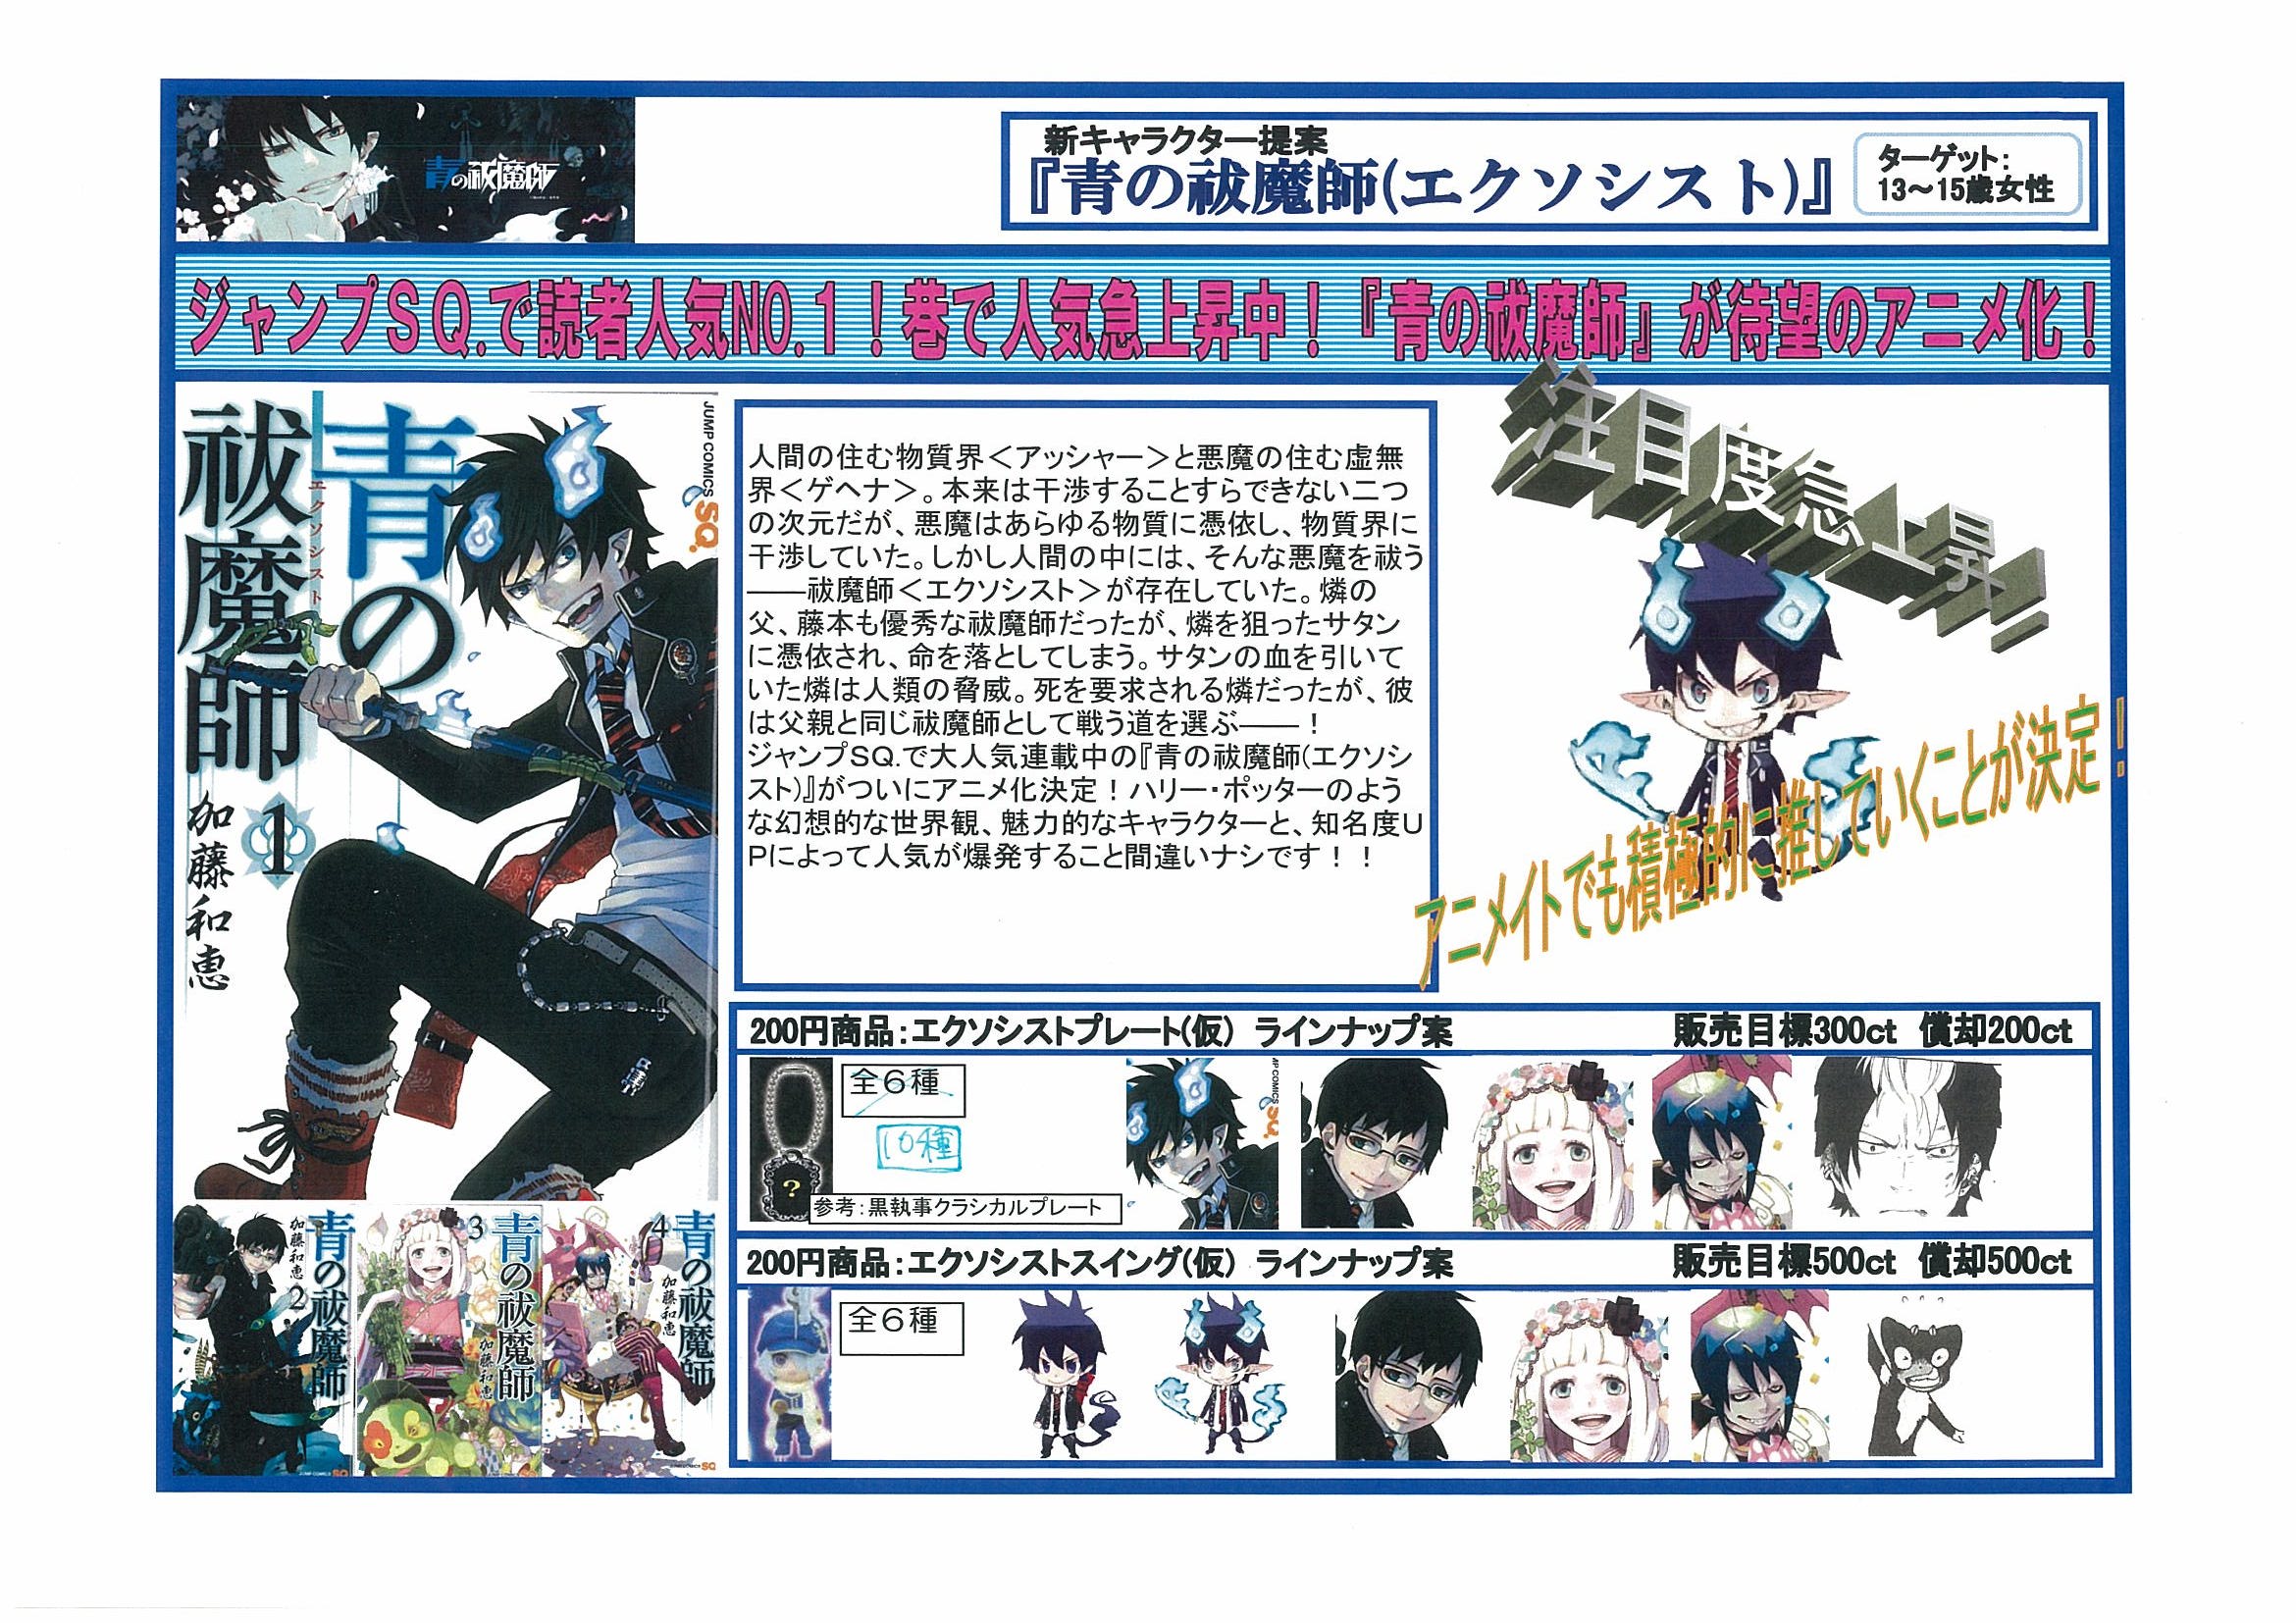 青の祓魔師
新キャラクター提案
『青の祓魔師(エクソシスト)』
ターゲット:
13～15歳女性
ジャンプSQ.で読者人気NO.1！巷で人気急上昇中！『青の祓魔師』が待望のアニメ化！
JUMP COMICS SQ.
青の
祓魔師
エクソシスト
1
加藤和恵
人間の住む物質界＜アッシャー＞と悪魔の住む虚無
界＜ゲヘナ＞。本来は干渉することすらできない二つ
の次元だが、悪魔はあらゆる物質に憑依し、物質界に
干渉していた。しかし人間の中には、そんな悪魔を祓う
――祓魔師＜エクソシスト＞が存在していた。燐の
父、藤本も優秀な祓魔師だったが、燐を狙ったサタン
に憑依され、命を落としてしまう。サタンの血を引いて
いた燐は人類の脅威。死を要求される燐だったが、彼
は父親と同じ祓魔師として戦う道を選ぶ――！
ジャンプSQ.で大人気連載中の『青の祓魔師(エクソシ
スト)』がついにアニメ化決定！ハリー・ポッターのよう
な幻想的な世界観、魅力的なキャラクターと、知名度U
Pによって人気が爆発すること間違いナシです！！
注目度急上昇!!
アニメイトでも積極的に推していくことが決定！
青の祓魔師
加藤和恵
2
JUMP COMICS SQ
青の祓魔師
3
加藤和恵
青の祓魔師
4
加藤和恵
JUMP COMICS SQ
200円商品：エクソシストプレート(仮) ラインナップ案
販売目標300ct 償却200ct
全６種
10種
?
参考：黒執事クラシカルプレート
JP COMICS SQ.
200円商品：エクソシストスイング(仮) ラインナップ案
販売目標500ct 償却500ct
全６種